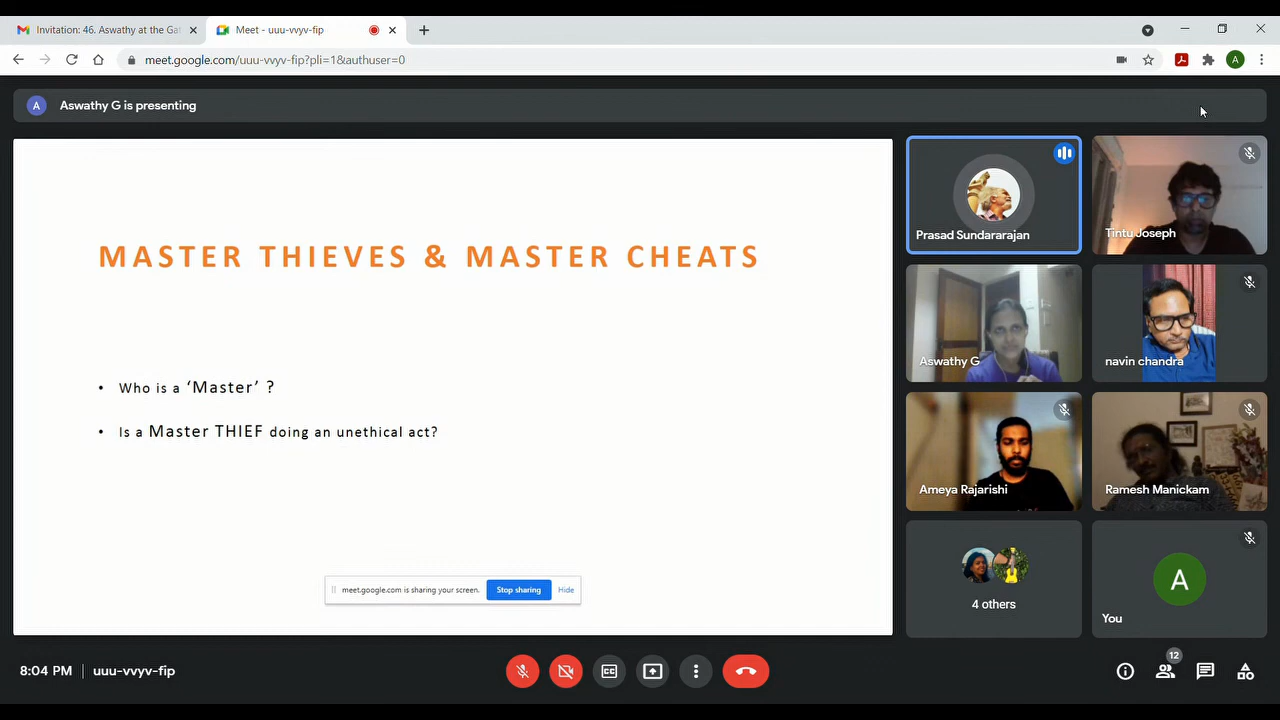 Invitation: 46. Aswathy at the Ga
Meet - uuu-vvyv-fip
meet.google.com/uuu-vvyv-fip?pli=1&authuser=0
A
A
Aswathy G is presenting
MASTER THIEVES & MASTER CHEATS
• Who is a ‘Master’ ?
• Is a Master THIEF doing an unethical act?
meet.google.com is sharing your screen.
Stop sharing
Hide
Prasad Sundararajan
Tintu Joseph
Aswathy G
navin chandra
Ameya Rajarishi
Ramesh Manickam
4 others
A
You
8:04 PM
uuu-vvyv-fip
CC
12